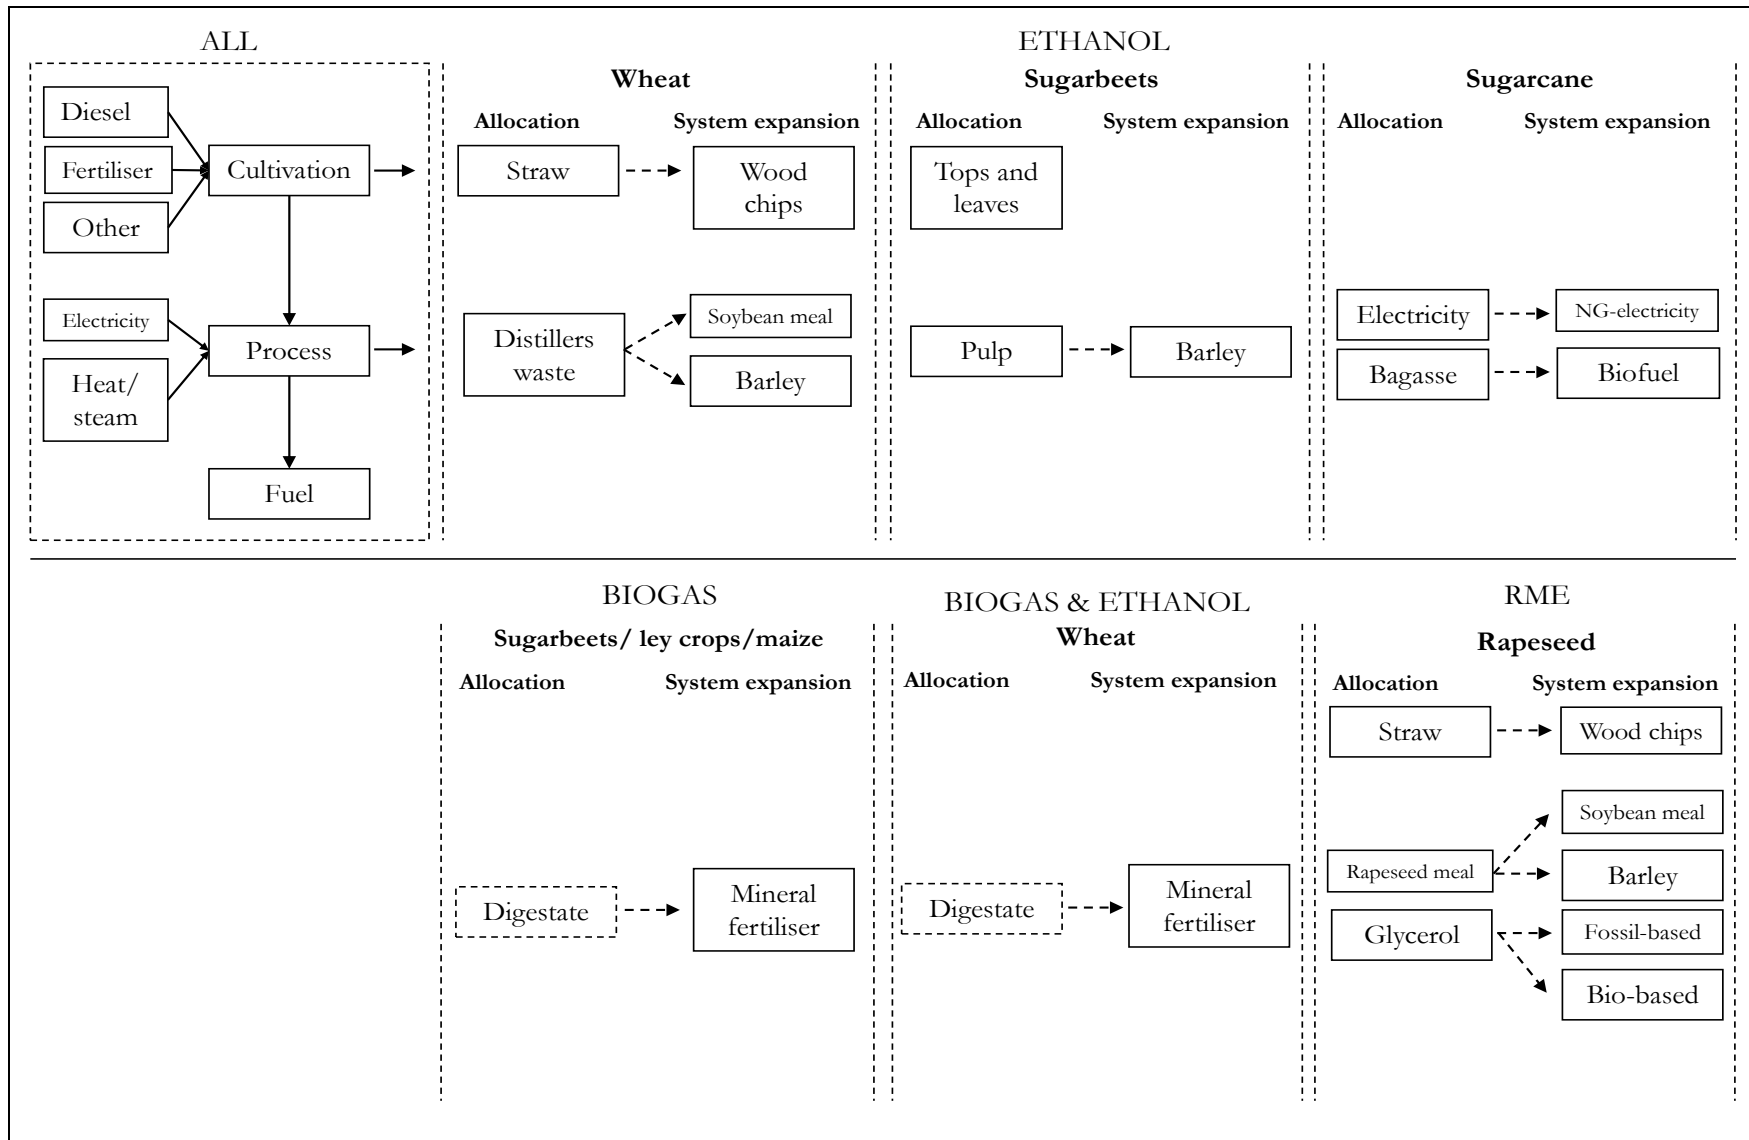 ALL
Diesel
Fertiliser
Other
Cultivation
Electricity
Heat/
steam
Process
Fuel
ETHANOL
Wheat
Allocation
System expansion
Straw
Wood
chips
Distillers
waste
Soybean meal
Barley
Sugarbeets
Allocation
System expansion
Tops and
leaves
Pulp
Barley
Sugarcane
Allocation
System expansion
Electricity
NG-electricity
Bagasse
Biofuel
BIOGAS
Sugarbeets/ ley crops/maize
Allocation
System expansion
Digestate
Mineral
fertiliser
BIOGAS & ETHANOL
Wheat
Allocation
System expansion
Digestate
Mineral
fertiliser
RME
Rapeseed
Allocation
System expansion
Straw
Wood chips
Rapeseed meal
Soybean meal
Barley
Glycerol
Fossil-based
Bio-based